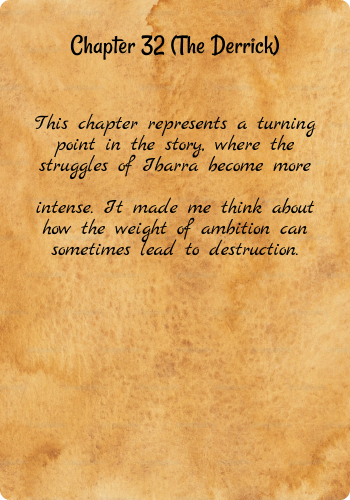 Chapter 32 (The Derrick)
This chapter represents a turning
point in the story, where the
struggles of Ibarra become more
intense. It made me think about
how the weight of ambition can
sometimes lead to destruction.